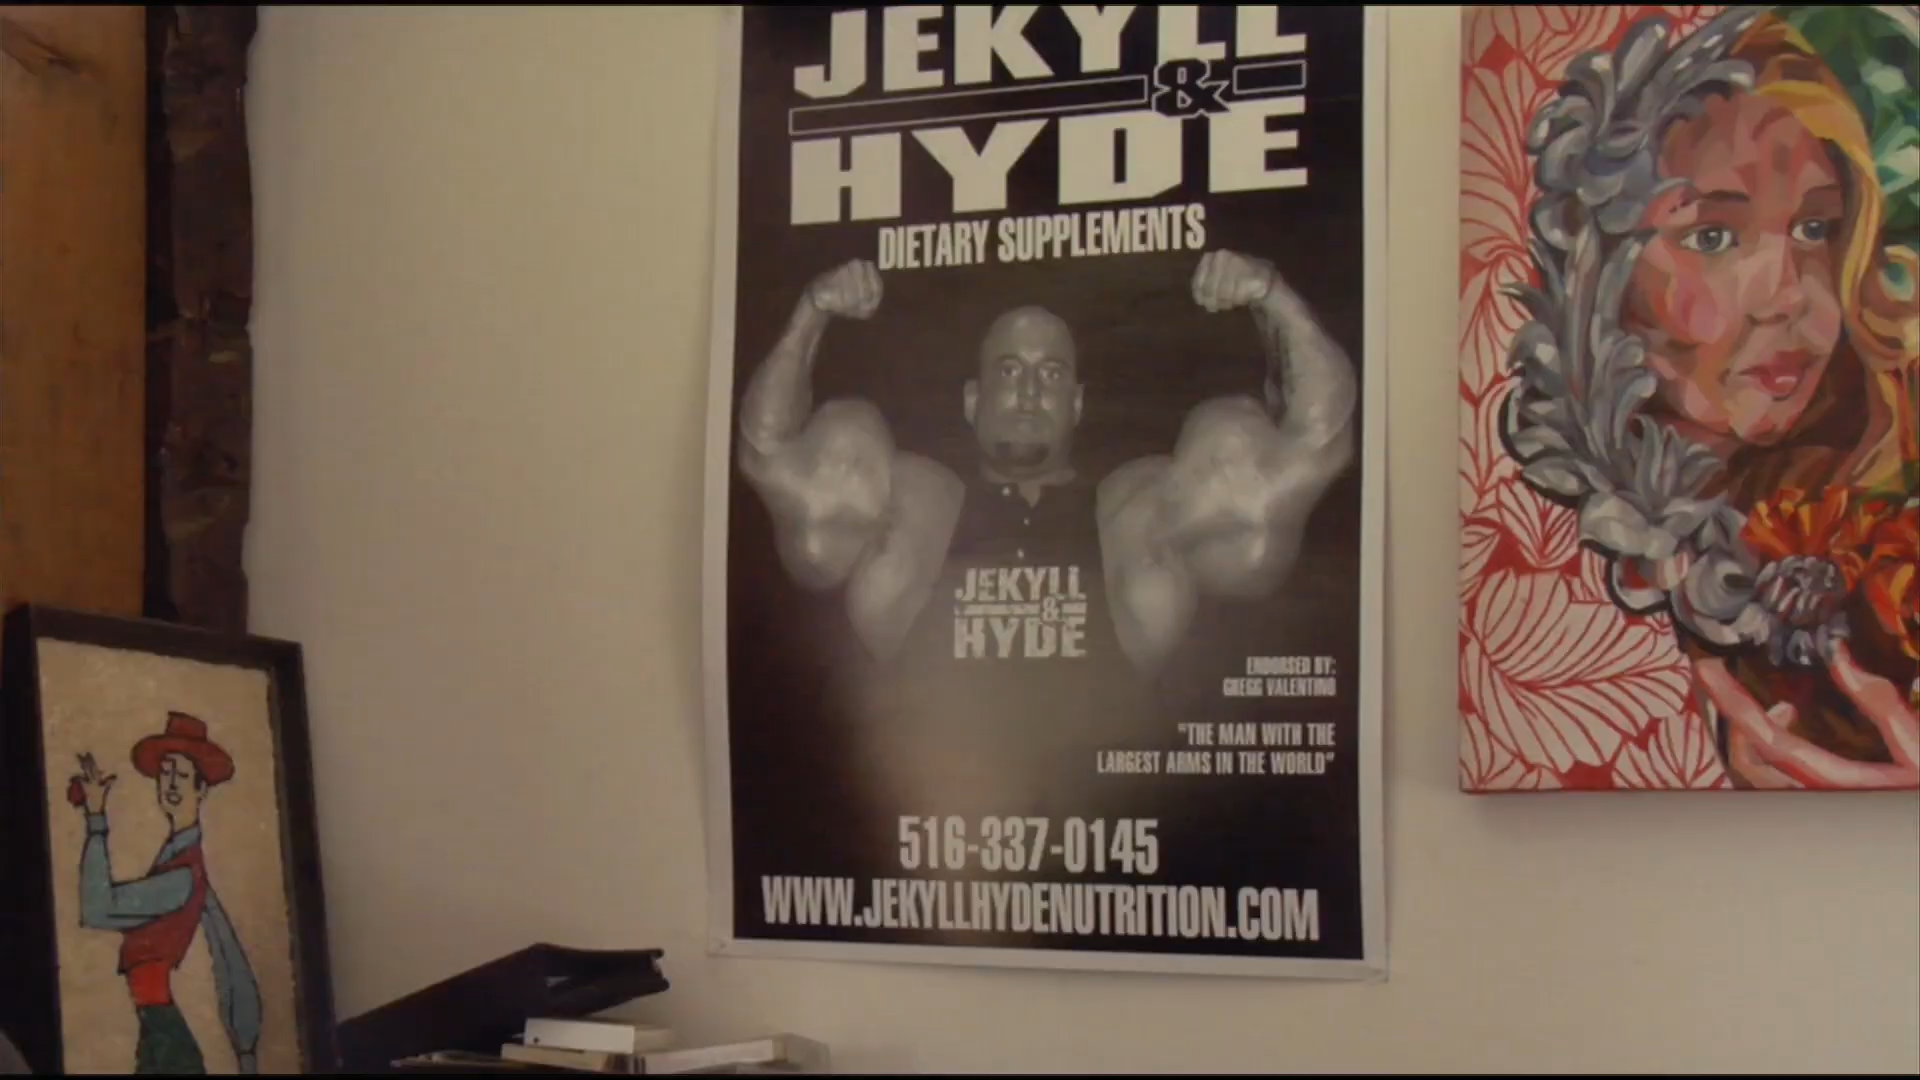 JEKYLL
&
HYDE
DIETARY SUPPLEMENTS
JEKYLL
&
HYDE
ENDORSED BY:
GREGG VALENTINO
"THE MAN WITH THE
LARGEST ARMS IN THE WORLD"
516-337-0145
WWW.JEKYLLHYDENUTRITION.COM